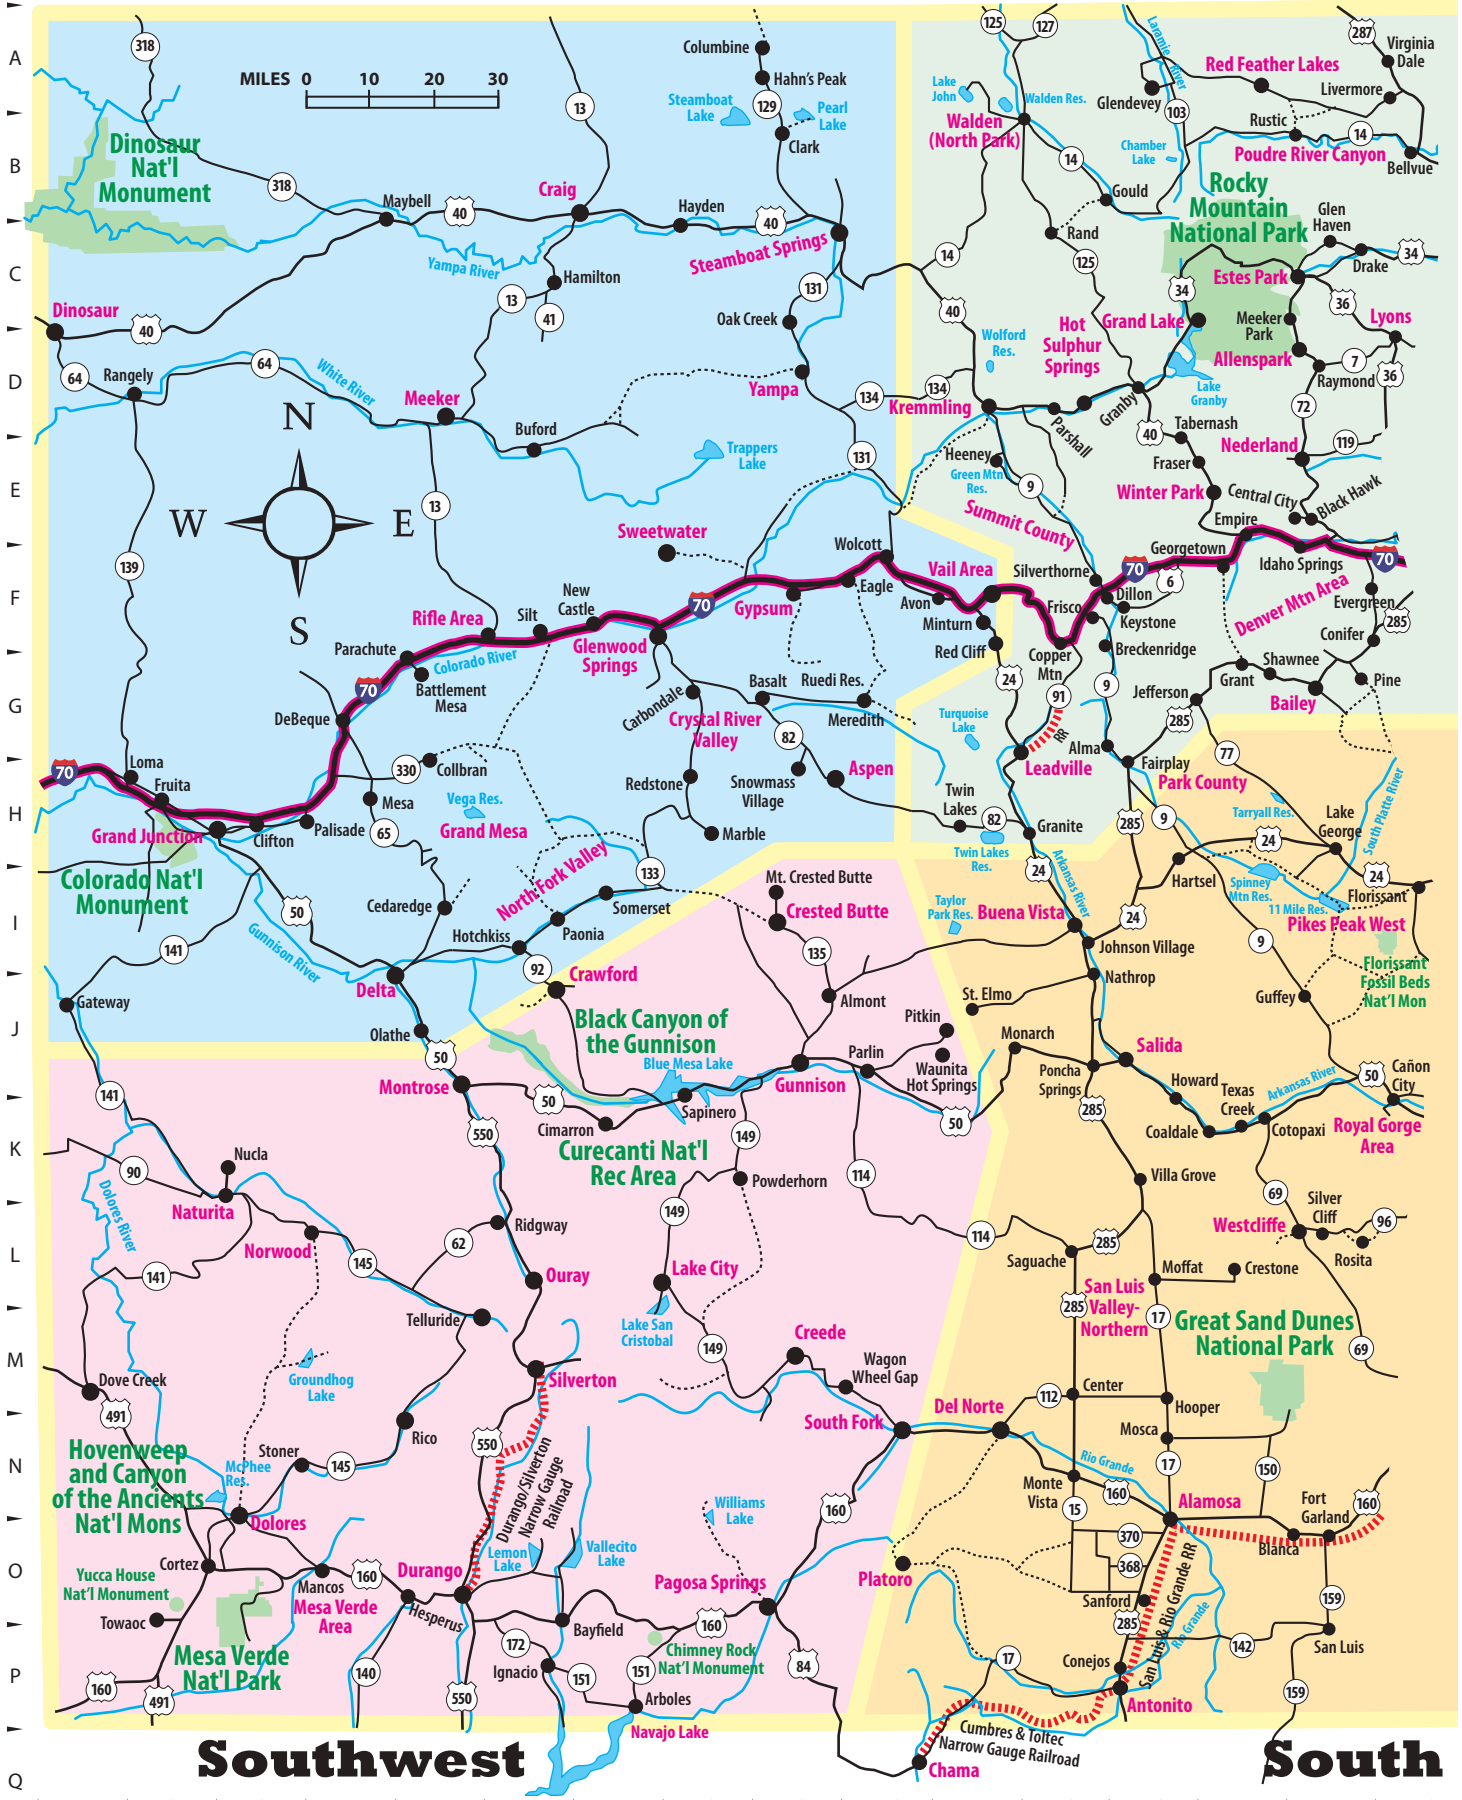 A
B
C
D
E
F
G
H
I
J
K
L
M
N
O
P
Q
MILES 0 10 20 30
318
13
Columbine
Hahn's Peak
129
Steamboat
Lake
Pearl
Lake
Clark
125
127
Lake
John
Walden Res.
Walden
(North Park)
Laramie River
Glendevey
103
Red Feather Lakes
287
Virginia
Dale
Livermore
Rustic
14
Poudre River Canyon
Bellvue
Chamber
Lake
14
Gould
Dinosaur
Nat'l
Monument
318
Maybell
40
Craig
Hayden
40
Steamboat Springs
Yampa River
Hamilton
13
41
131
Oak Creek
14
40
Rand
125
Rocky
Mountain
National Park
Glen
Haven
Drake
34
Estes Park
34
36
Meeker
Park
Lyons
Grand Lake
Hot
Sulphur
Springs
Allenspark
7
Raymond
36
Lake
Granby
72
Dinosaur
40
64
Rangely
64
White River
Meeker
Buford
Yampa
134
134
Kremmling
Wolford
Res.
Parshall
Granby
Tabernash
40
Fraser
Nederland
119
Winter Park
Central City
Black Hawk
Empire
Trappers
Lake
131
Heeney
Green Mtn
Res.
9
Summit County
N
W
E
S
13
139
Sweetwater
Wolcott
Vail Area
Silverthorne
70
Georgetown
6
Idaho Springs
70
Denver Mtn Area
Evergreen
285
Conifer
Eagle
Gypsum
70
Avon
Minturn
Red Cliff
Frisco
Dillon
Keystone
Breckenridge
Copper
Mtn
New
Castle
Silt
Rifle Area
Glenwood
Springs
Parachute
Colorado River
Battlement
Mesa
70
DeBeque
Carbondale
Basalt
Ruedi Res.
Meredith
Crystal River
Valley
82
24
91
RR
9
Jefferson
285
Grant
Shawnee
Bailey
Pine
Turquoise
Lake
Leadville
Alma
Fairplay
77
Park County
70
Loma
Fruita
330
Collbran
Mesa
65
Vega Res.
Grand Mesa
Redstone
Snowmass
Village
Aspen
Marble
Twin
Lakes
82
Granite
Twin Lakes
Res.
285
9
Tarryall Res.
Lake
George
South Platte River
24
Grand Junction
Clifton
Palisade
Colorado Nat'l
Monument
50
Cedaredge
North Fork Valley
133
Somerset
Paonia
Hotchkiss
92
Crawford
Mt. Crested Butte
Crested Butte
135
Taylor
Park Res.
Buena Vista
24
Arkansas River
Hartsel
24
Spinney
Mtn Res.
11 Mile Res.
24
Florissant
Pikes Peak West
9
Florissant
Fossil Beds
Nat'l Mon
Johnson Village
Nathrop
Guffey
141
Gunnison River
Delta
Gateway
Olathe
50
Black Canyon of
the Gunnison
Blue Mesa Lake
Almont
St. Elmo
Pitkin
Parlin
Waunita
Hot Springs
Monarch
Poncha
Springs
Salida
Howard
Texas
Creek
Arkansas River
50
Cañon
City
Montrose
141
50
Cimarron
Sapinero
Gunnison
50
285
Coaldale
Cotopaxi
Royal Gorge
Area
Curecanti Nat'l
Rec Area
149
550
114
Powderhorn
Villa Grove
69
Silver
Cliff
96
Westcliffe
Rosita
90
Nucla
Dolores River
Naturita
Norwood
62
Ridgway
149
114
285
Saguache
Moffat
Crestone
141
145
Ouray
Lake City
San Luis
Valley-
Northern
285
17
Great Sand Dunes
National Park
69
Telluride
Lake San
Cristobal
149
Creede
Wagon
Wheel Gap
Groundhog
Lake
Silverton
Dove Creek
491
Rico
South Fork
Del Norte
112
Center
Hooper
Mosca
550
Stoner
145
Hovenweep
and Canyon
of the Ancients
Nat'l Mons
McPhee
Res.
Dolores
Durango/Silverton
Narrow Gauge
Railroad
Rio Grande
Monte
Vista
160
17
150
15
Alamosa
Fort
Garland
160
Blanca
Williams
Lake
160
Lemon
Lake
Vallecito
Lake
370
368
Yucca House
Nat'l Monument
Cortez
Mancos
160
Durango
Pagosa Springs
Platoro
Sanford
285
San Luis & Rio Grande RR
Rio Grande
159
San Luis
142
Mesa Verde
Area
Hesperus
Towaoc
Mesa Verde
Nat'l Park
172
Bayfield
160
Chimney Rock
Nat'l Monument
84
Ignacio
151
151
Arboles
Navajo Lake
17
Conejos
Antonito
159
160
491
140
550
Cumbres & Toltec
Narrow Gauge Railroad
Chama
Southwest
South